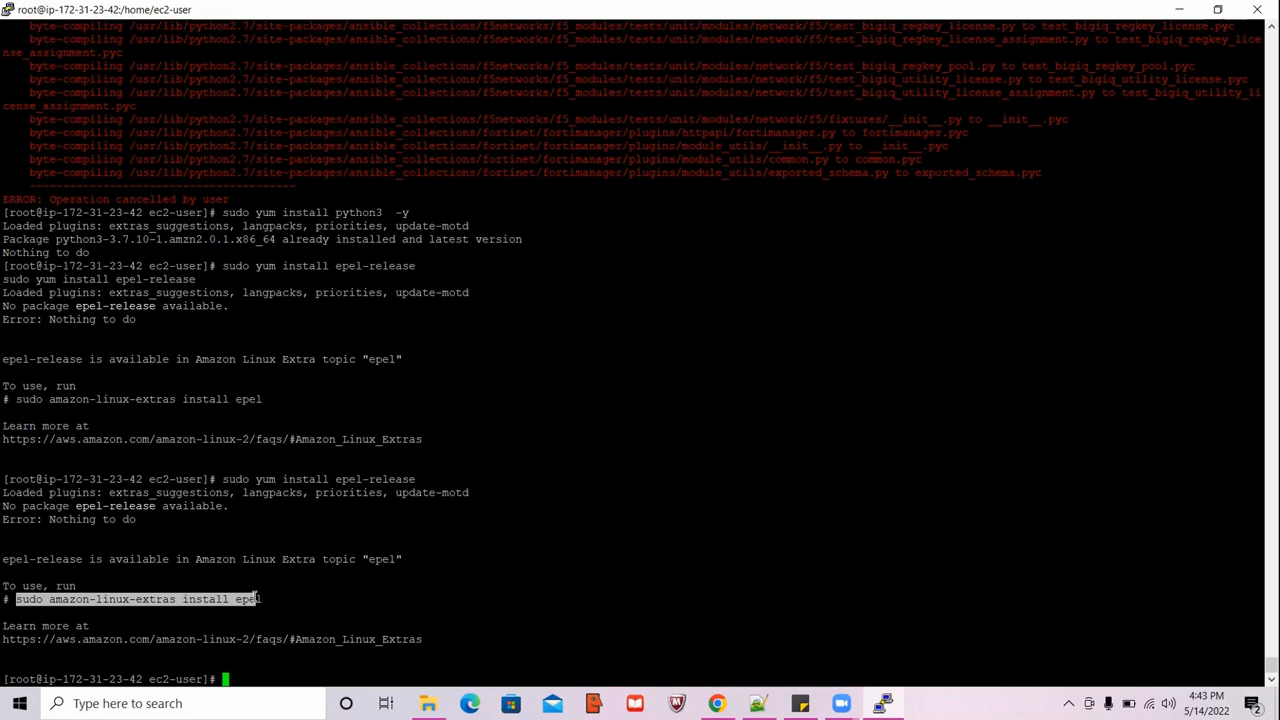 root@ip-172-31-23-42:/home/ec2-user
byte-compiling /usr/lib/python2.7/site-packages/ansible_collections/f5networks/f5_modules/tests/unit/modules/network/f5/test_bigiq_regkey_license.py to test_bigiq_regkey_license.pyc
byte-compiling /usr/lib/python2.7/site-packages/ansible_collections/f5networks/f5_modules/tests/unit/modules/network/f5/test_bigiq_regkey_license_assignment.py to test_bigiq_regkey_lice
nse_assignment.pyc
byte-compiling /usr/lib/python2.7/site-packages/ansible_collections/f5networks/f5_modules/tests/unit/modules/network/f5/test_bigiq_regkey_pool.py to test_bigiq_regkey_pool.pyc
byte-compiling /usr/lib/python2.7/site-packages/ansible_collections/f5networks/f5_modules/tests/unit/modules/network/f5/test_bigiq_utility_license.py to test_bigiq_utility_license.pyc
byte-compiling /usr/lib/python2.7/site-packages/ansible_collections/f5networks/f5_modules/tests/unit/modules/network/f5/test_bigiq_utility_license_assignment.py to test_bigiq_utility_li
cense_assignment.pyc
byte-compiling /usr/lib/python2.7/site-packages/ansible_collections/f5networks/f5_modules/tests/unit/modules/network/f5/fixtures/__init__.py to __init__.pyc
byte-compiling /usr/lib/python2.7/site-packages/ansible_collections/fortinet/fortimanager/plugins/httpapi/fortimanager.py to fortimanager.pyc
byte-compiling /usr/lib/python2.7/site-packages/ansible_collections/fortinet/fortimanager/plugins/module_utils/__init__.py to __init__.pyc
byte-compiling /usr/lib/python2.7/site-packages/ansible_collections/fortinet/fortimanager/plugins/module_utils/common.py to common.pyc
byte-compiling /usr/lib/python2.7/site-packages/ansible_collections/fortinet/fortimanager/plugins/module_utils/exported_schema.py to exported_schema.pyc
----------------------------------------
ERROR: Operation cancelled by user
[root@ip-172-31-23-42 ec2-user]# sudo yum install python3  -y
Loaded plugins: extras_suggestions, langpacks, priorities, update-motd
Package python3-3.7.10-1.amzn2.0.1.x86_64 already installed and latest version
Nothing to do
[root@ip-172-31-23-42 ec2-user]# sudo yum install epel-release
sudo yum install epel-release
Loaded plugins: extras_suggestions, langpacks, priorities, update-motd
No package epel-release available.
Error: Nothing to do
epel-release is available in Amazon Linux Extra topic "epel"
To use, run
# sudo amazon-linux-extras install epel
Learn more at
https://aws.amazon.com/amazon-linux-2/faqs/#Amazon_Linux_Extras
[root@ip-172-31-23-42 ec2-user]# sudo yum install epel-release
Loaded plugins: extras_suggestions, langpacks, priorities, update-motd
No package epel-release available.
Error: Nothing to do
epel-release is available in Amazon Linux Extra topic "epel"
To use, run
# sudo amazon-linux-extras install epel
Learn more at
https://aws.amazon.com/amazon-linux-2/faqs/#Amazon_Linux_Extras
[root@ip-172-31-23-42 ec2-user]#
Type here to search
4:43 PM
5/14/2022
2